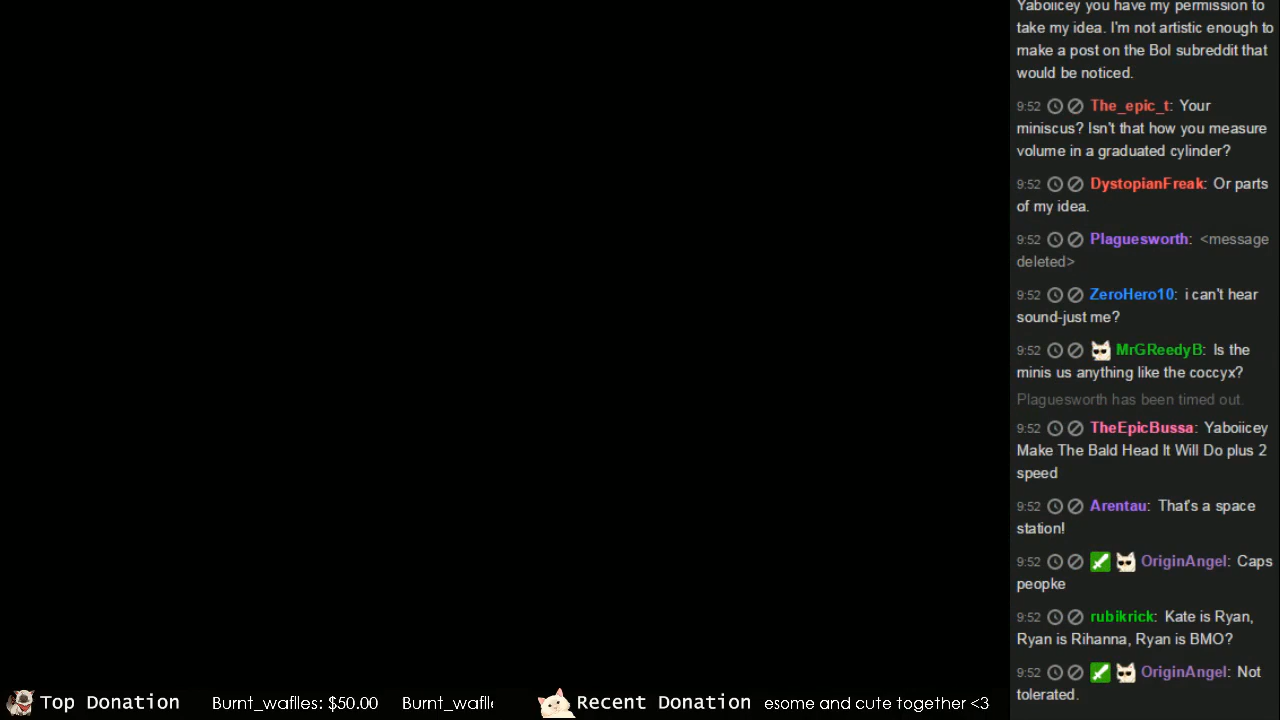 Yaboiicey you have my permission to
take my idea. I'm not artistic enough to
make a post on the BoI subreddit that
would be noticed.
9:52 The_epic_t: Your
miniscus? Isn't that how you measure
volume in a graduated cylinder?
9:52 DystopianFreak: Or parts
of my idea.
9:52 Plaguesworth: <message
deleted>
9:52 ZeroHero10: i can't hear
sound-just me?
9:52 MrGReedyB: Is the
minis us anything like the coccyx?
Plaguesworth has been timed out.
9:52 TheEpicBussa: Yaboiicey
Make The Bald Head It Will Do plus 2
speed
9:52 Arentau: That's a space
station!
9:52 OriginAngel: Caps
peopke
9:52 rubikrick: Kate is Ryan,
Ryan is Rihanna, Ryan is BMO?
9:52 OriginAngel: Not
tolerated.
Top Donation Burnt_waflles: $50.00 Burnt_waflle Recent Donation esome and cute together <3